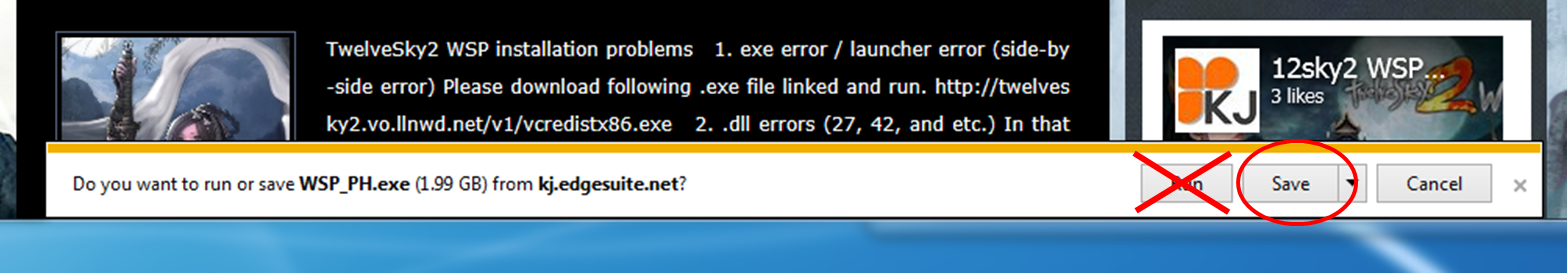 TwelveSky2 WSP installation problems 1. exe error / launcher error (side-by
-side error) Please download following .exe file linked and run. http://twelves
ky2.vo.llnwd.net/v1/vcredistx86.exe 2. .dll errors (27, 42, and etc.) In that
KJ
12sky2 WSP...
3 likes
2 W
Do you want to run or save WSP_PH.exe (1.99 GB) from kj.edgesuite.net?
Run
Save
Cancel